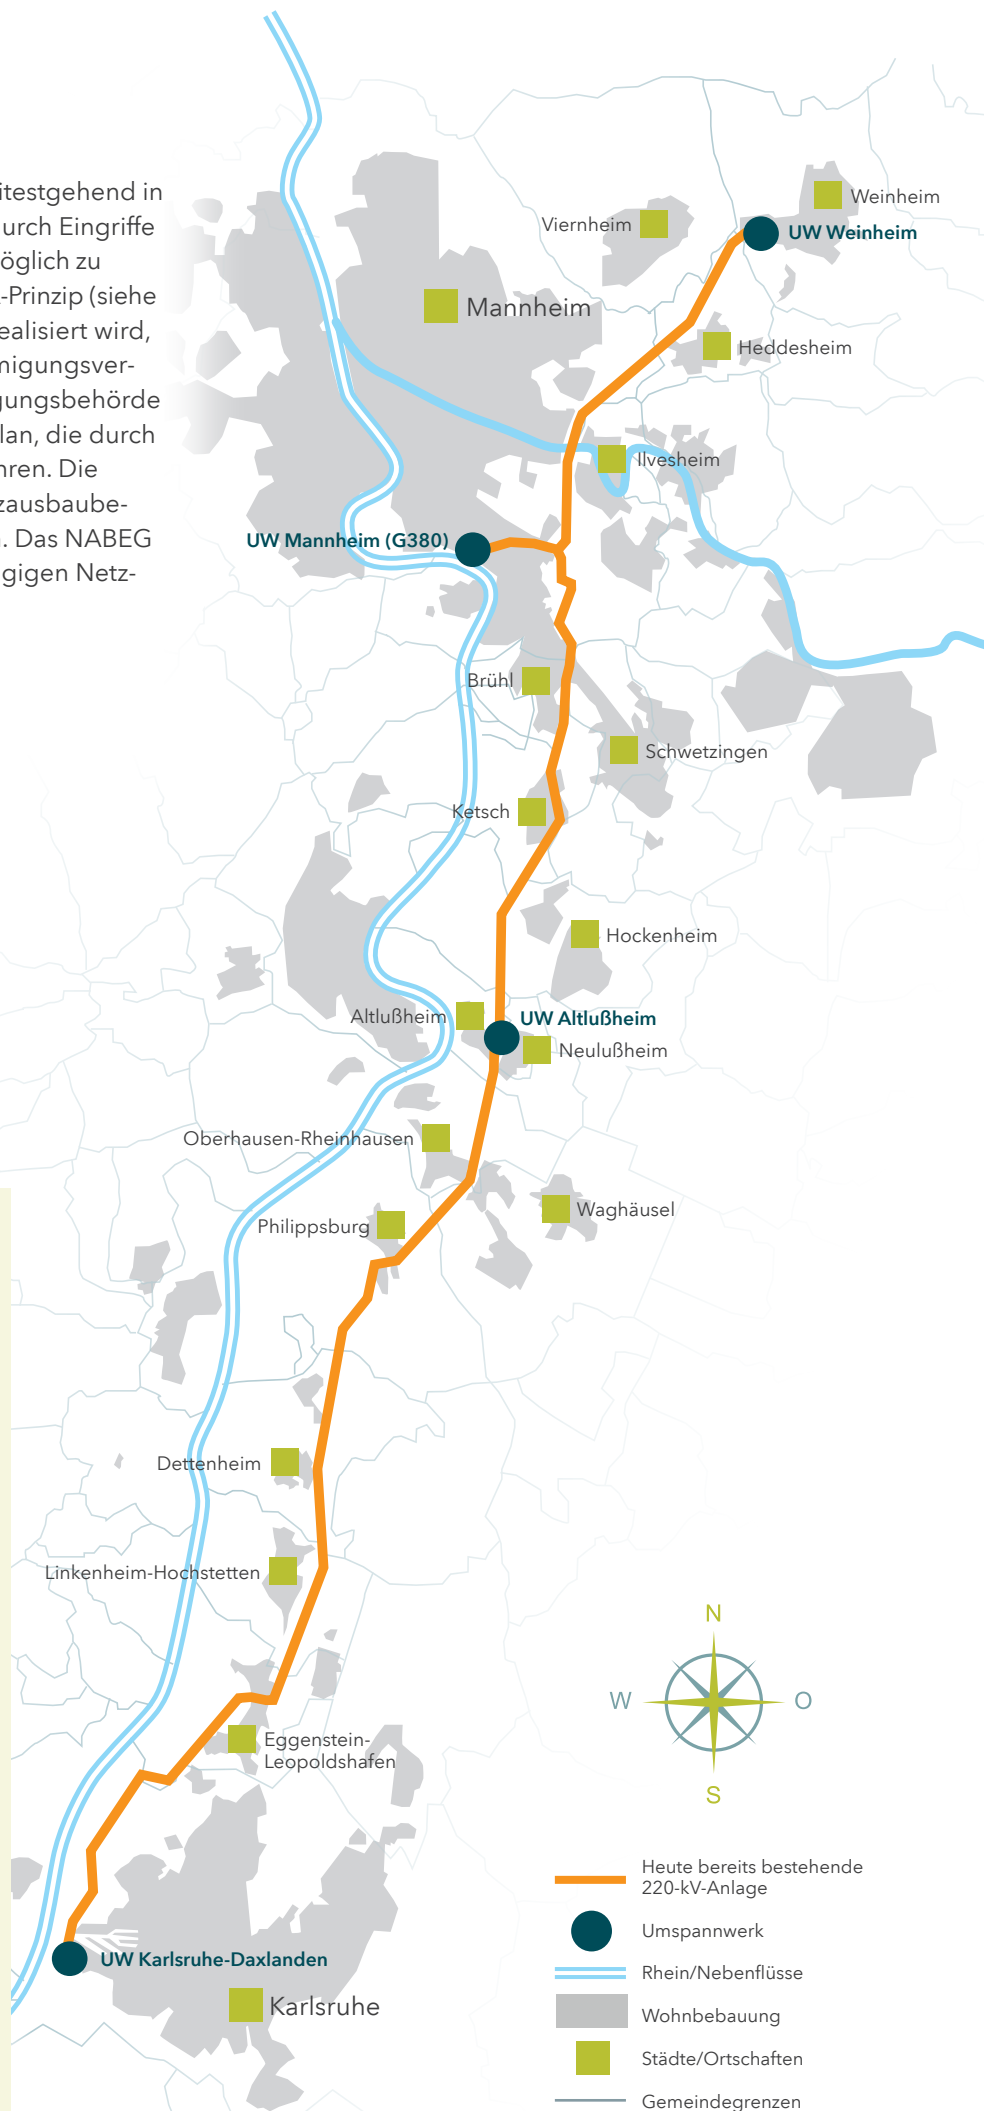 itestgehend in
urch Eingriffe
öglich zu
-Prinzip (siehe
ealisiert wird,
migungsver-
gungsbehörde
lan, die durch
hren. Die
zausbaube-
. Das NABEG
gigen Netz-
Weinheim
Viernheim
UW Weinheim
Mannheim
Heddesheim
Ilvesheim
UW Mannheim (G380)
Brühl
Schwetzingen
Ketsch
Hockenheim
Altlußheim
UW Altlußheim
Neulußheim
Oberhausen-Rheinhausen
Waghäusel
Philippsburg
Dettenheim
Linkenheim-Hochstetten
Eggenstein-
Leopoldshafen
UW Karlsruhe-Daxlanden
Karlsruhe
N
W
O
S
Heute bereits bestehende
220-kV-Anlage
Umspannwerk
Rhein/Nebenflüsse
Wohnbebauung
Städte/Ortschaften
Gemeindegrenzen